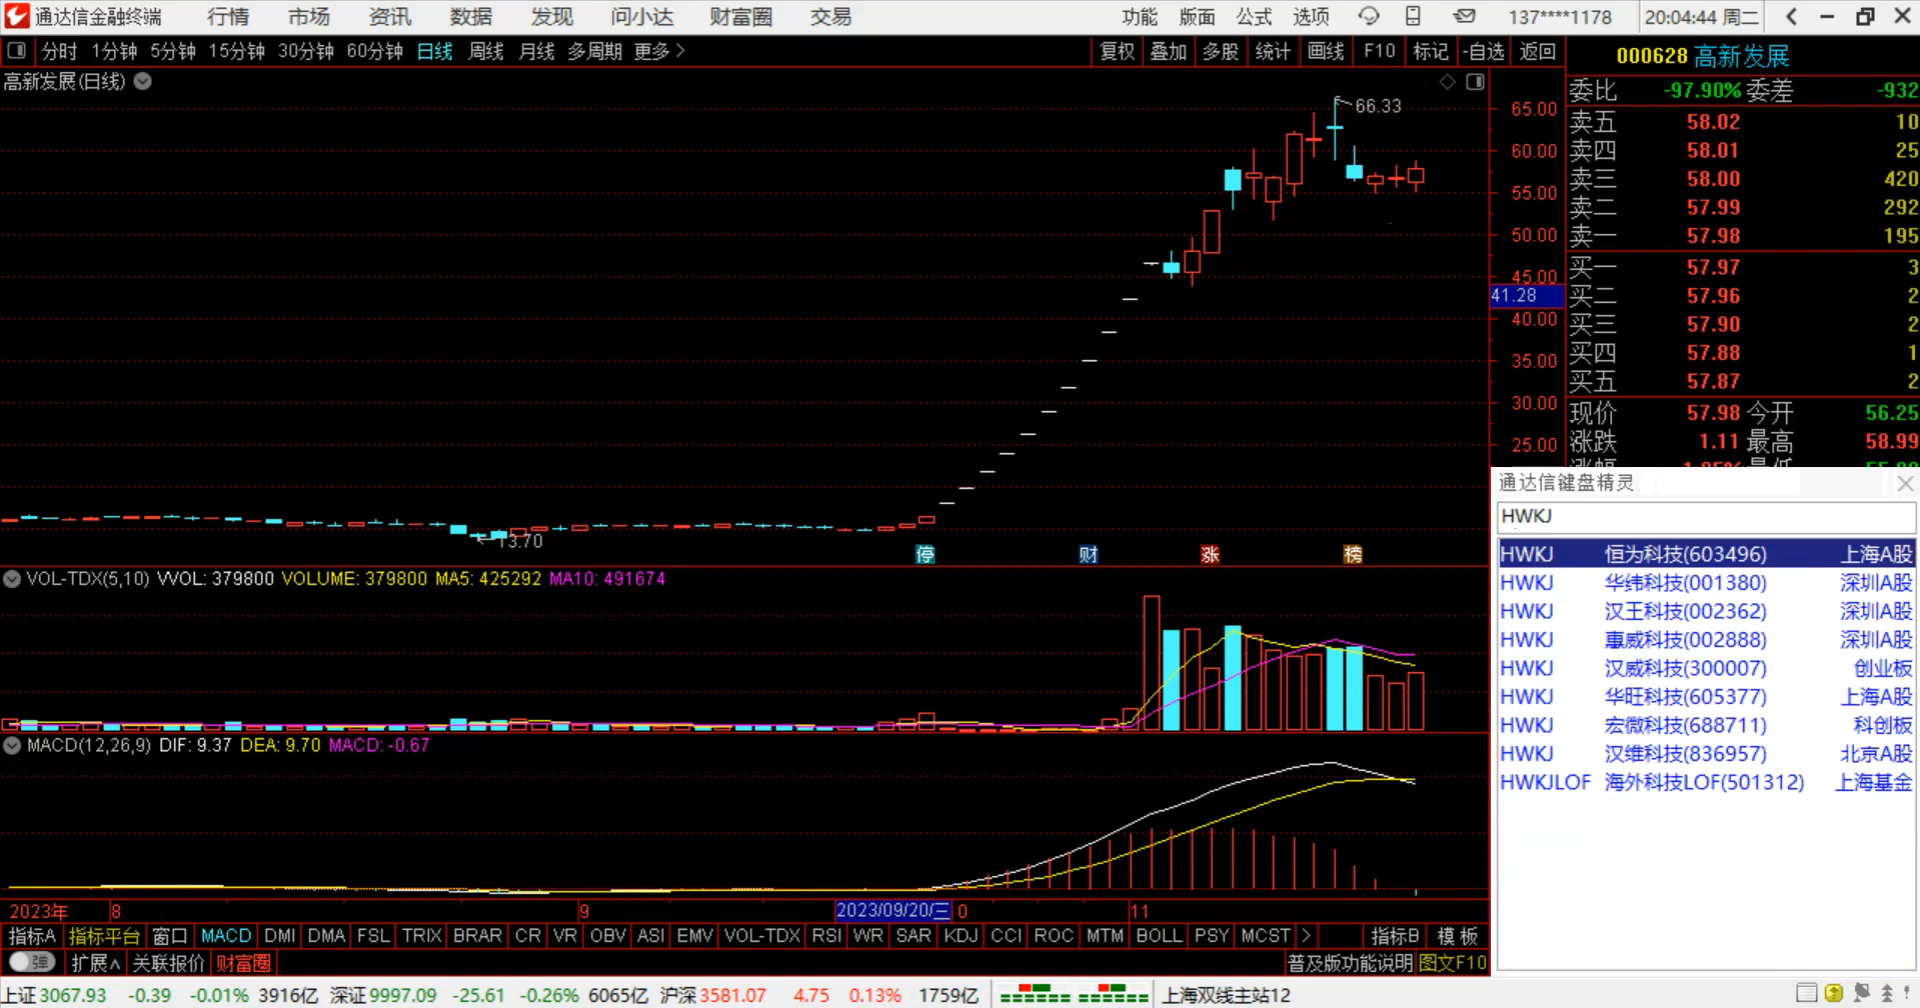 通达信金融终端 行情 市场 资讯 数据 发现 问小达 财富圈 交易 功能 版面 公式 选项 137****1178 20:04:44 周二
分时 1分钟 5分钟 15分钟 30分钟 60分钟 日线 周线 月线 多周期 更多> 复权 叠加 多股 统计 画线 F10 标记 -自选 返回
000628 高新发展
高新发展(日线)
委比 -97.90% 委差 -932
卖五 58.02 10
卖四 58.01 25
卖三 58.00 420
卖二 57.99 292
卖一 57.98 195
买一 57.97 3
买二 57.96 2
买三 57.90 2
买四 57.88 1
买五 57.87 2
现价 57.98 今开 56.25
涨跌 1.11 最高 58.99
66.33
65.00
60.00
55.00
50.00
45.00
41.28
40.00
35.00
30.00
25.00
13.70
停 财 涨 榜
通达信键盘精灵
HWKJ
HWKJ 恒为科技(603496) 上海A股
HWKJ 华纬科技(001380) 深圳A股
HWKJ 汉王科技(002362) 深圳A股
HWKJ 惠威科技(002888) 深圳A股
HWKJ 汉威科技(300007) 创业板
HWKJ 华旺科技(605377) 上海A股
HWKJ 宏微科技(688711) 科创板
HWKJ 汉维科技(836957) 北京A股
HWKJLOF 海外科技LOF(501312) 上海基金
VOL-TDX(5,10) VVOL: 379800 VOLUME: 379800 MA5: 425292 MA10: 491674
MACD(12,26,9) DIF: 9.37 DEA: 9.70 MACD: -0.67
2023年 8 9 2023/09/20/三 0 11
指标A 指标平台 窗口 MACD DMI DMA FSL TRIX BRAR CR VR OBV ASI EMV VOL-TDX RSI WR SAR KDJ CCI ROC MTM BOLL PSY MCST > 指标B 模板
弹 扩展∧ 关联报价 财富圈 普及版功能说明 图文F10
上证3067.93 -0.39 -0.01% 3916亿 深证9997.09 -25.61 -0.26% 6065亿 沪深3581.07 4.75 0.13% 1759亿 上海双线主站12